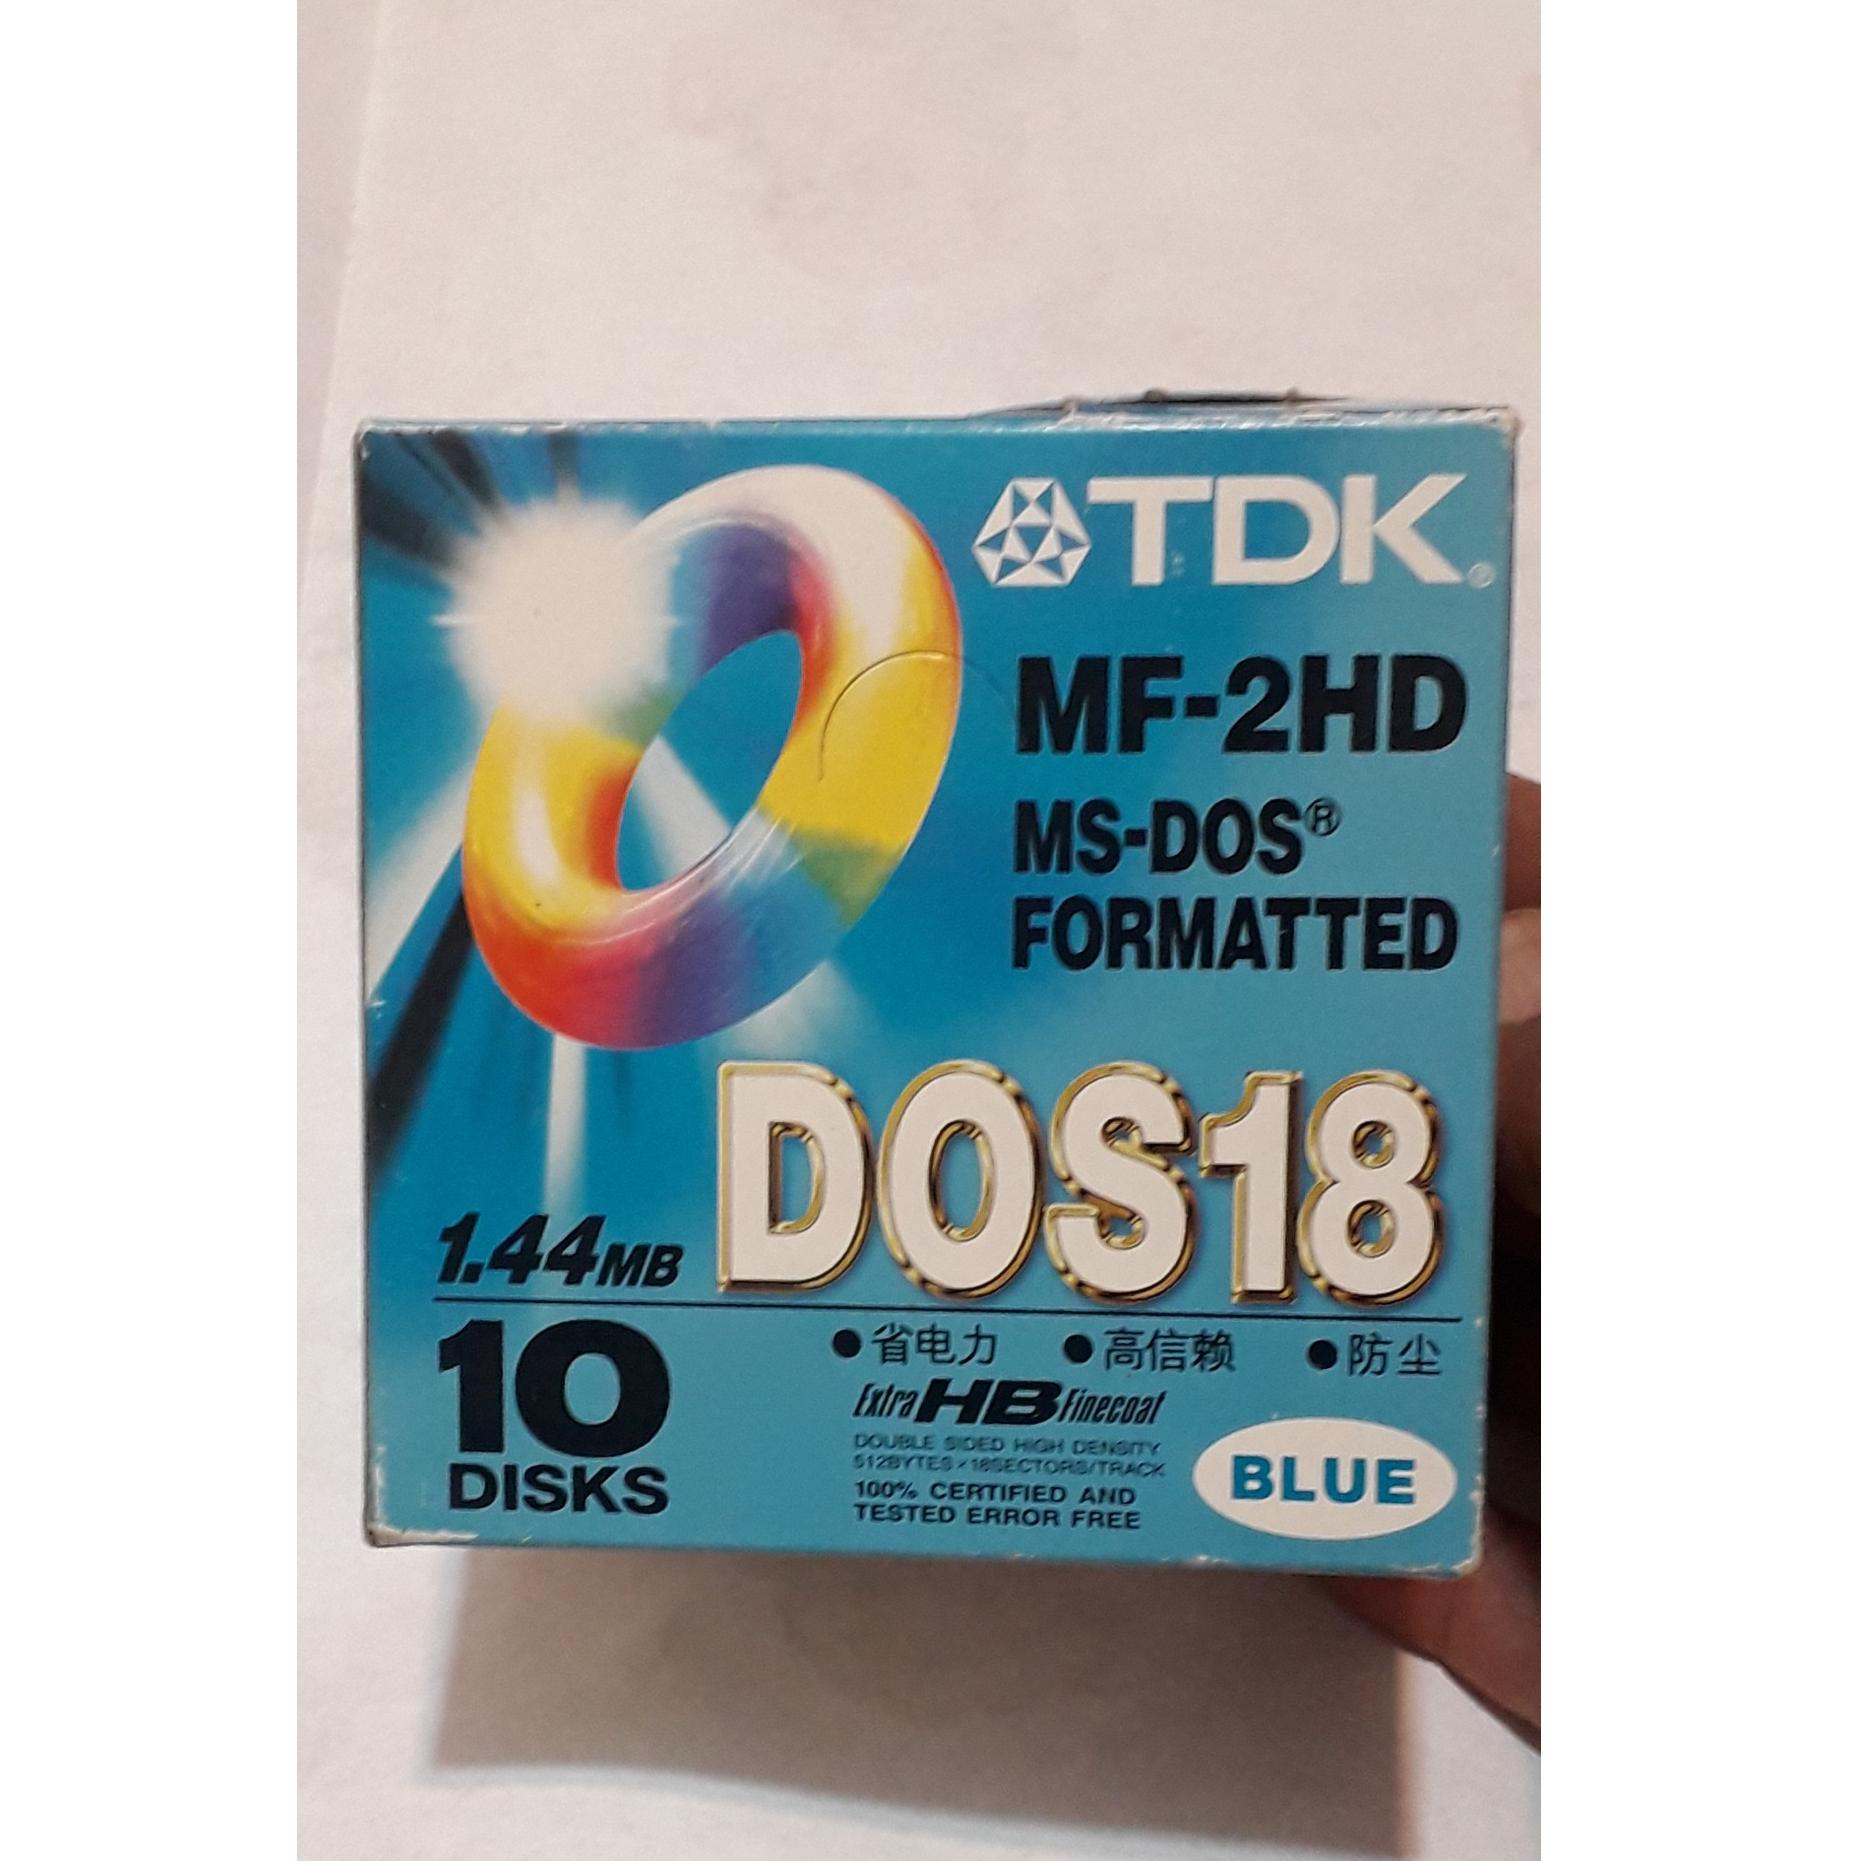 TDK®
MF-2HD
MS-DOS®
FORMATTED
DOS18
1.44MB
10
DISKS
●省电力 ●高信赖 ●防尘
Extra HB Finecoat
DOUBLE SIDED HIGH DENSITY
512BYTES×18SECTORS/TRACK
100% CERTIFIED AND
TESTED ERROR FREE
BLUE